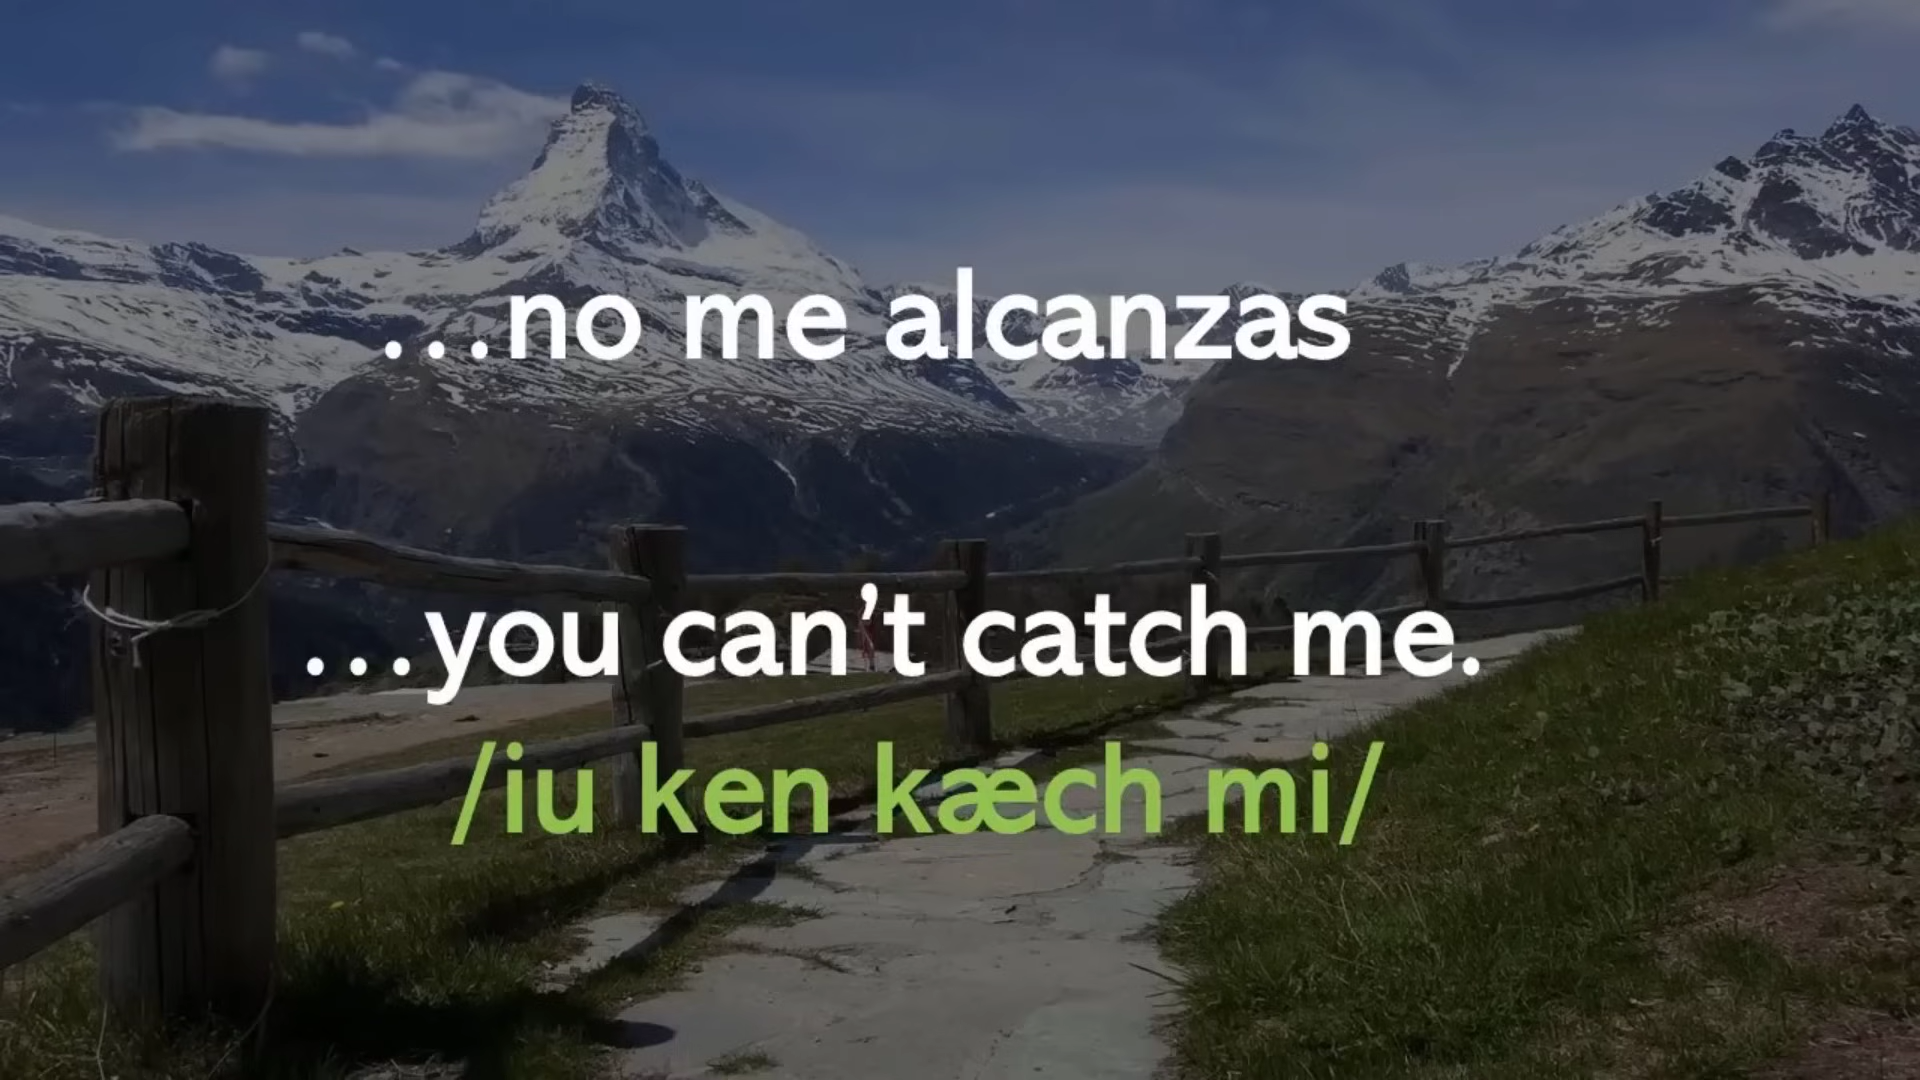 ...no me alcanzas
...you can't catch me.
/iu ken kæch mi/